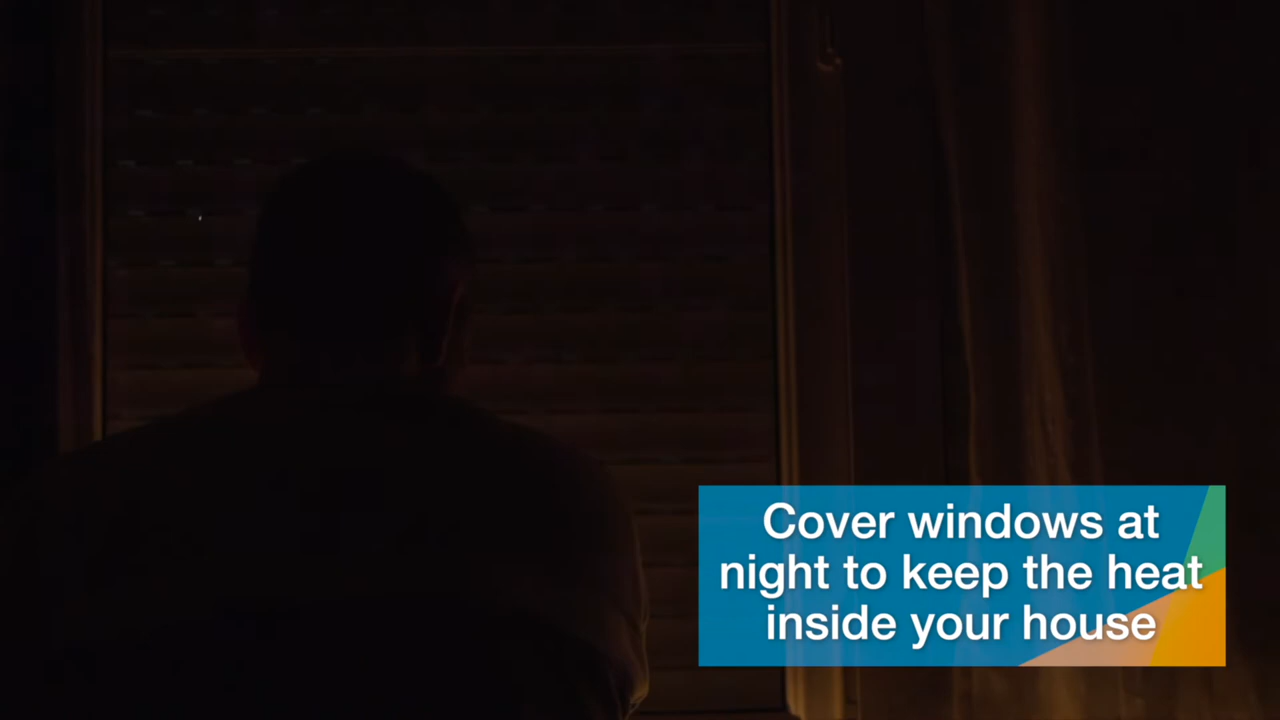 Cover windows at
night to keep the heat
inside your house